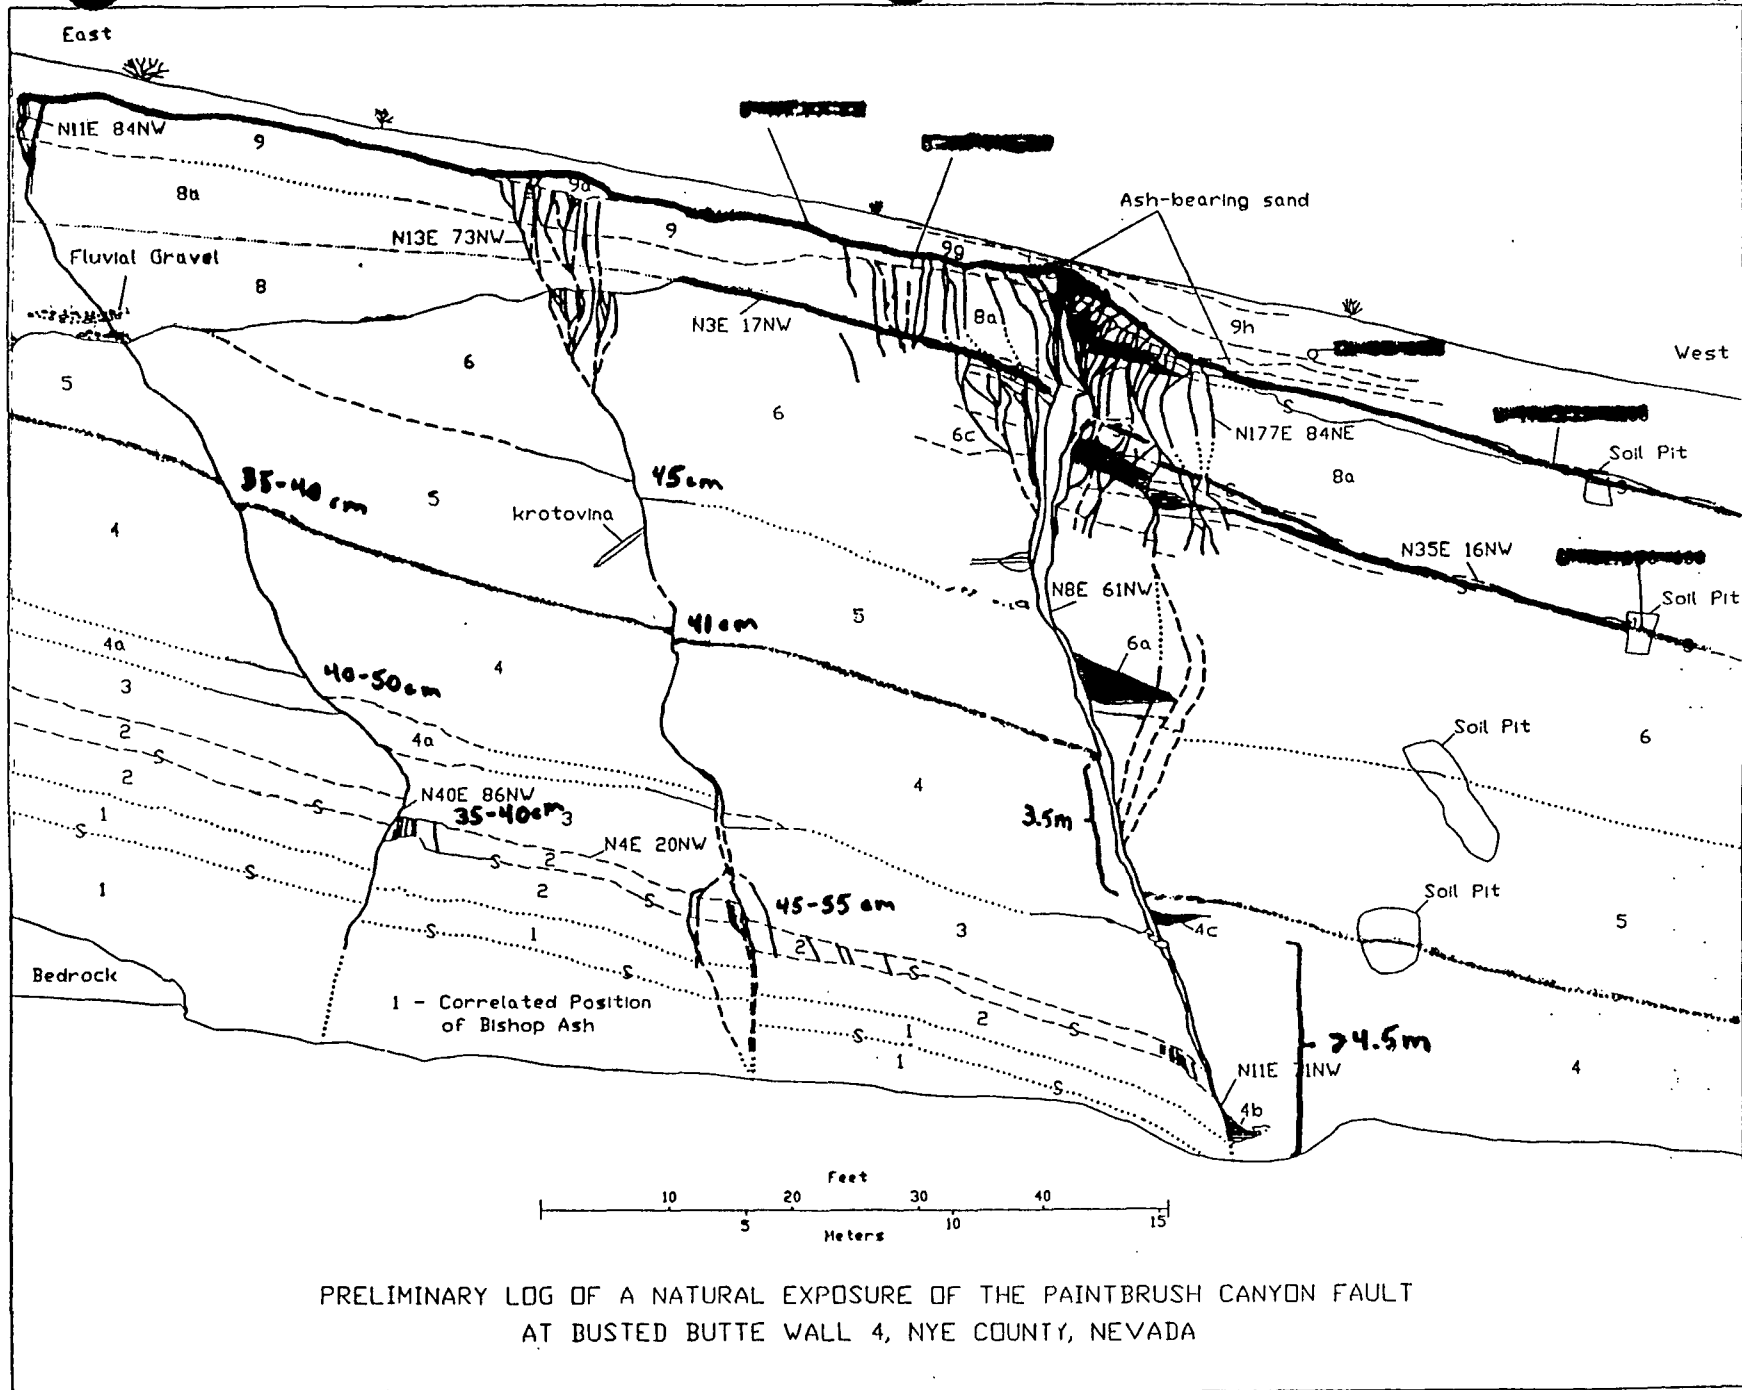 East
N11E 84NW
9
9a
8a
N13E 73NW
9
Ash-bearing sand
9g
Fluvial Gravel
8
N3E 17NW
8a
9h
West
5
6
6
6c
S
N177E 84NE
Soil Pit
8a
S
S
35-40 cm
45 cm
5
krotovina
4
N35E 16NW
S
Soil Pit
S
N8E 61NW
5
41 cm
6a
4a
4
40-50 cm
3
2
4a
Soil Pit
6
S
2
N40E 86NW
4
S
35-40cm
3
3.5m
1
S
N4E 20NW
S
2
S
1
2
S
45-55 cm
Soil Pit
5
S
1
3
4c
2
Bedrock
S
S
1 - Correlated Position
of Bishop Ash
2
S
1
S
1
>4.5m
S
N11E 71NW
4
4b
Feet
10 20 30 40
5 10 15
Meters
PRELIMINARY LOG OF A NATURAL EXPOSURE OF THE PAINTBRUSH CANYON FAULT
AT BUSTED BUTTE WALL 4, NYE COUNTY, NEVADA